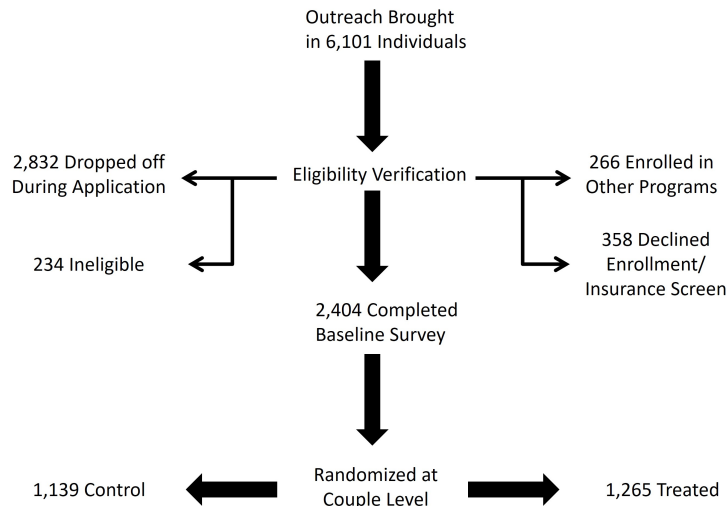 Outreach Brought
in 6,101 Individuals
2,832 Dropped off
During Application
Eligibility Verification
266 Enrolled in
Other Programs
234 Ineligible
358 Declined
Enrollment/
Insurance Screen
2,404 Completed
Baseline Survey
1,139 Control
Randomized at
Couple Level
1,265 Treated